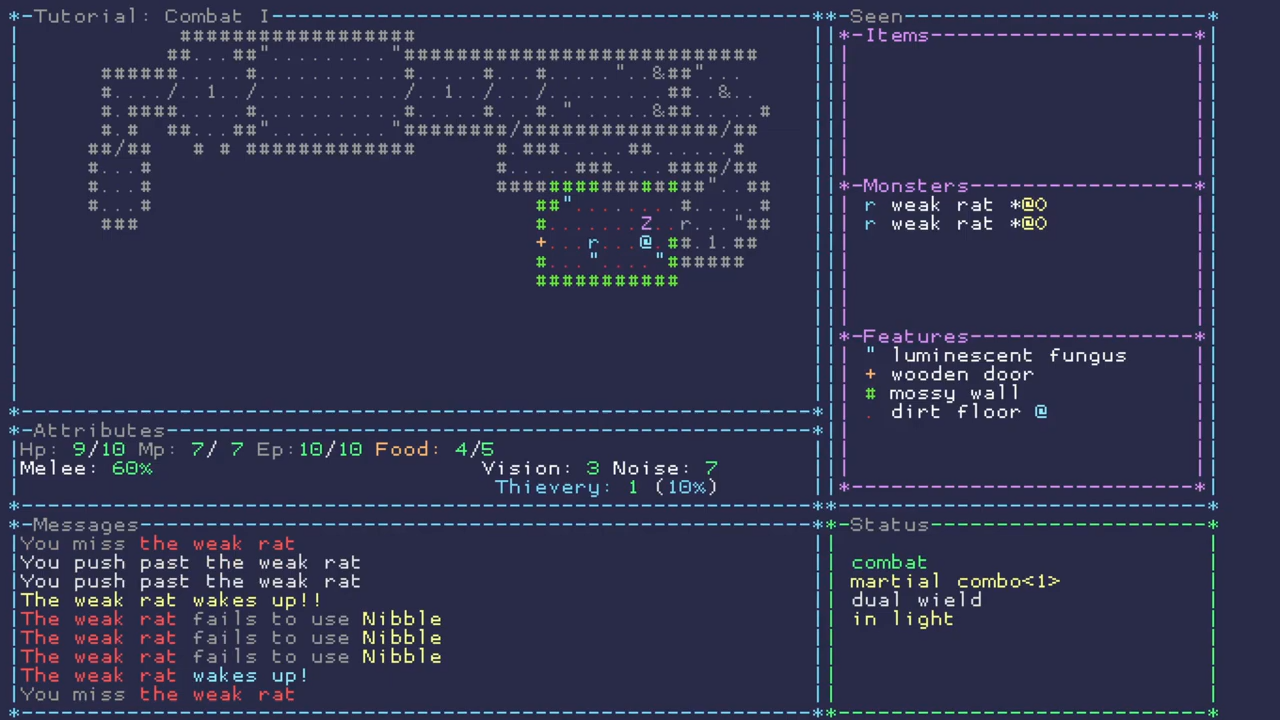 Tutorial: Combat I
Seen
Items
Monsters
r weak rat *@O
r weak rat *@O
Features
" luminescent fungus
+ wooden door
# mossy wall
. dirt floor @
Attributes
Hp: 9/10 Mp: 7/ 7 Ep:10/10 Food: 4/5
Melee: 60% Vision: 3 Noise: 7
Thievery: 1 (10%)
Messages
You miss the weak rat
You push past the weak rat
You push past the weak rat
The weak rat wakes up!!
The weak rat fails to use Nibble
The weak rat fails to use Nibble
The weak rat fails to use Nibble
The weak rat wakes up!
You miss the weak rat
Status
combat
martial combo<1>
dual wield
in light